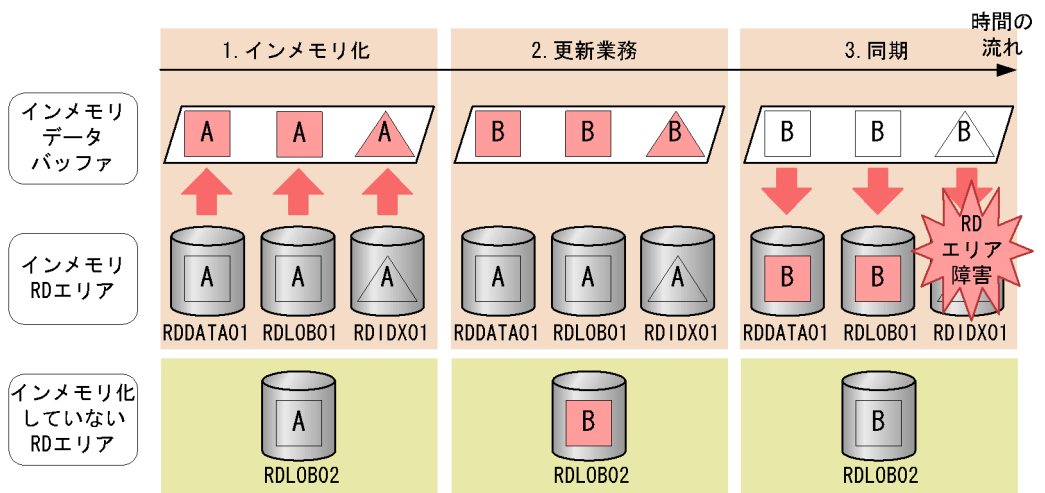 時間の
流れ
1.インメモリ化
2.更新業務
3.同期
インメモリ
データ
バッファ
A
A
A
B
B
B
B
B
B
インメモリ
RDエリア
A
A
A
A
A
A
B
B
RD
エリア
障害
RDDATA01
RDLOB01
RDIDX01
RDDATA01
RDLOB01
RDIDX01
RDDATA01
RDLOB01
RDIDX01
インメモリ化
していない
RDエリア
A
B
B
RDLOB02
RDLOB02
RDLOB02